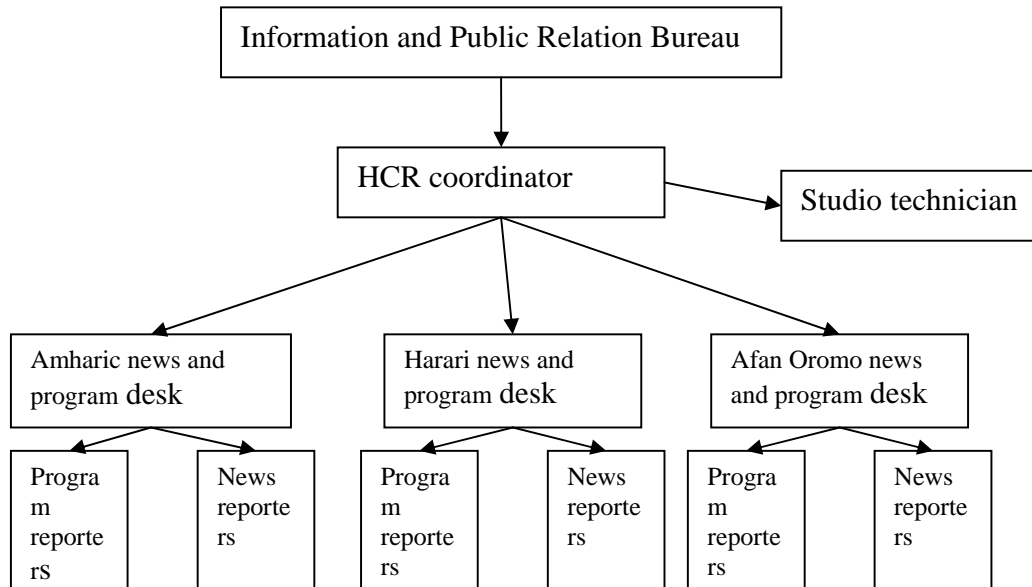 Information and Public Relation Bureau
HCR coordinator
Studio technician
Amharic news and
program desk
Harari news and
program desk
Afan Oromo news
and program desk
Progra
m
reporte
rs
News
reporte
rs
Progra
m
reporte
rs
News
reporte
rs
Progra
m
reporte
rs
News
reporte
rs